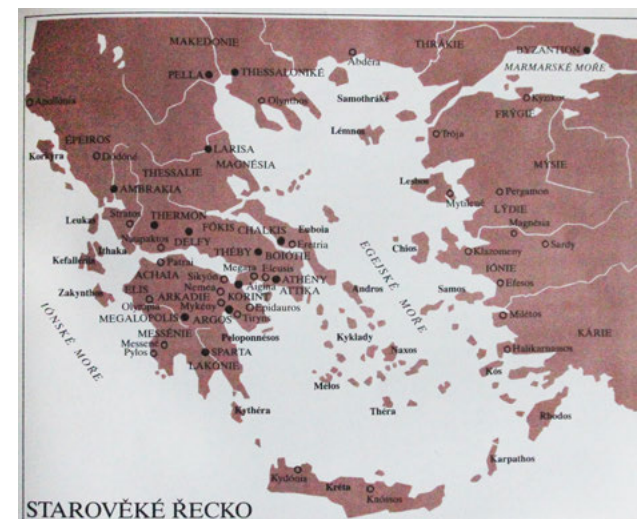 MAKEDONIE
THRÁKIE
BYZANTION
Abdéra
MARMARSKÉ MOŘE
PELLA
THESSALONIKÉ
Apollónia
Olynthos
Samothráké
Kyzikos
FRÝGIE
Lémnos
Trója
ÉPEIROS
LARISA
Korkýra
Dódóné
MAGNÉSIA
MYSIE
THESSALIE
Lesbos
AMBRAKIA
Pergamon
Mytiléné
LÝDIE
Leukas
Stratos
THERMON
FÓKIS
CHALKIS
Euboia
Magnésia
Naupaktos
DELFY
Eretria
Chios
Klazomeny
Sardy
Ithaka
THÉBY
BOIÓTIE
EGEJSKÉ MOŘE
Kefallénia
Patrai
ACHAIA
Sikyón
Megara
Eleusis
ATHÉNY
IÓNIE
Zakynthos
ELIS
Nemea
Aigina
ATTIKA
Andros
Samos
Efesos
ARKADIE
KORINT
Olympia
Mykény
Epidauros
IÓNSKÉ MOŘE
MEGALOPOLIS
ARGOS
Tiryns
Milétos
Peloponnésos
Kyklady
KÁRIE
MESSÉNIE
Messéné
Naxos
Halikarnassos
Pylos
SPARTA
LAKÓNIE
Kós
Mélos
Kythéra
Théra
Rhodos
Karpathos
Kydónia
Kréta
Knóssos
STAROVĚKÉ ŘECKO